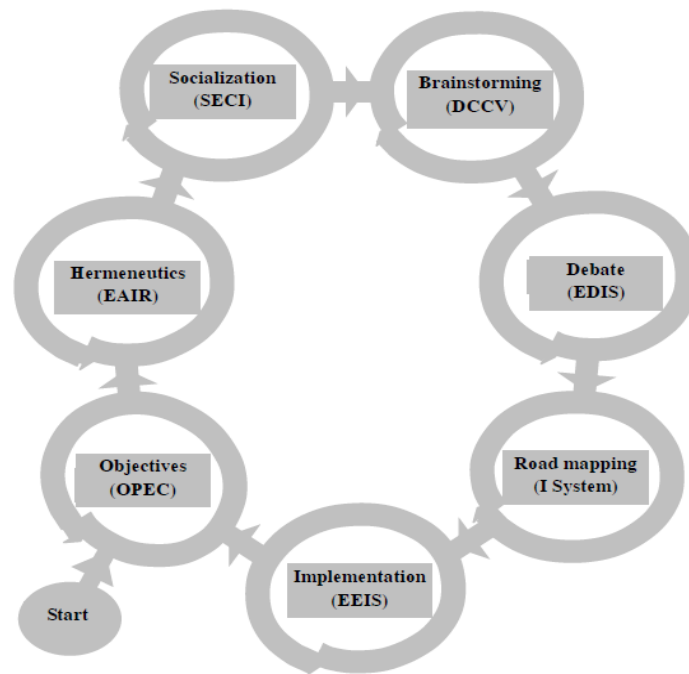 Socialization
(SECI)
Brainstorming
(DCCV)
Hermeneutics
(EAIR)
Debate
(EDIS)
Objectives
(OPEC)
Road mapping
(I System)
Implementation
(EEIS)
Start